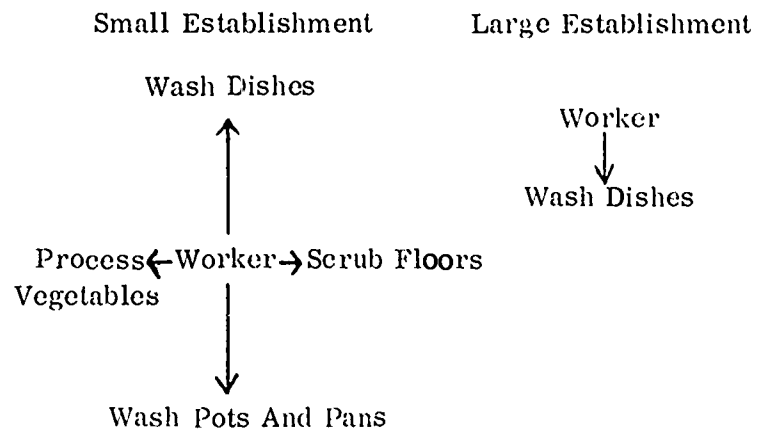 Small Establishment
Large Establishment
Wash Dishes
Worker
Wash Dishes
Process
Worker
Scrub Floors
Vegetables
Wash Pots And Pans